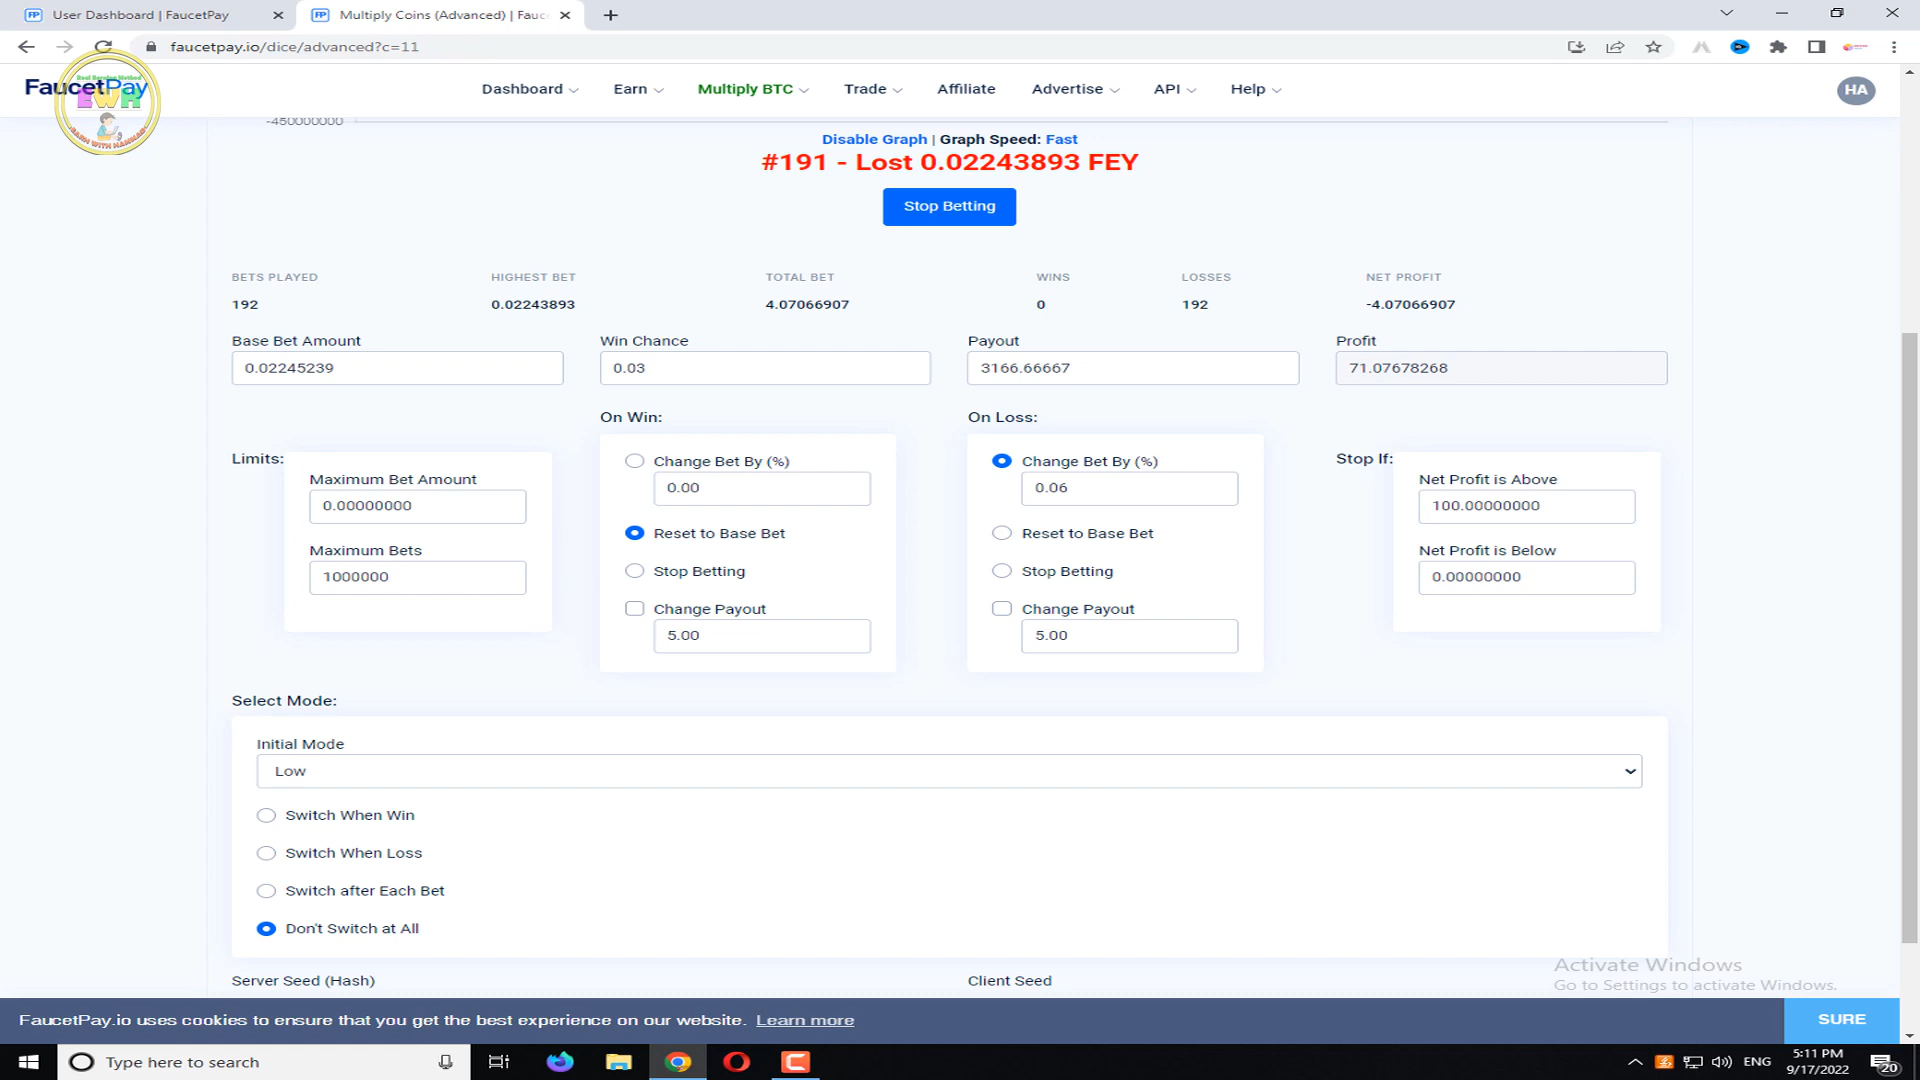 User Dashboard | FaucetPay
Multiply Coins (Advanced) | Fauc
faucetpay.io/dice/advanced?c=11
FaucetPay
Real Earning Method
EWH
EARN WITH HAMMAD
Dashboard
Earn
Multiply BTC
Trade
Affiliate
Advertise
API
Help
HA
-450000000
Disable Graph | Graph Speed: Fast
#191 - Lost 0.02243893 FEY
Stop Betting
BETS PLAYED
HIGHEST BET
TOTAL BET
WINS
LOSSES
NET PROFIT
192
0.02243893
4.07066907
0
192
-4.07066907
Base Bet Amount
Win Chance
Payout
Profit
0.02245239
0.03
3166.66667
71.07678268
On Win:
On Loss:
Limits:
Maximum Bet Amount
0.00000000
Maximum Bets
1000000
Change Bet By (%)
0.00
Reset to Base Bet
Stop Betting
Change Payout
5.00
Change Bet By (%)
0.06
Reset to Base Bet
Stop Betting
Change Payout
5.00
Stop If:
Net Profit is Above
100.00000000
Net Profit is Below
0.00000000
Select Mode:
Initial Mode
Low
Switch When Win
Switch When Loss
Switch after Each Bet
Don't Switch at All
Server Seed (Hash)
Client Seed
Activate Windows
Go to Settings to activate Windows.
FaucetPay.io uses cookies to ensure that you get the best experience on our website. Learn more
SURE
Type here to search
ENG
5:11 PM
9/17/2022
20